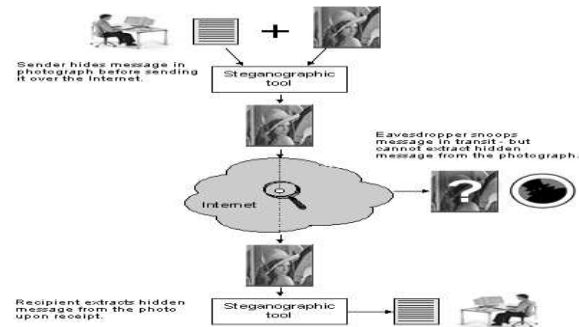 Sender hides message in
photograph before sending
it over the Internet.
+
Steganographic
tool
Eavesdropper snoops
message in transit - but
cannot extract hidden
message from the photograph.
?
Internet
Recipient extracts hidden
message from the photo
upon receipt.
Steganographic
tool